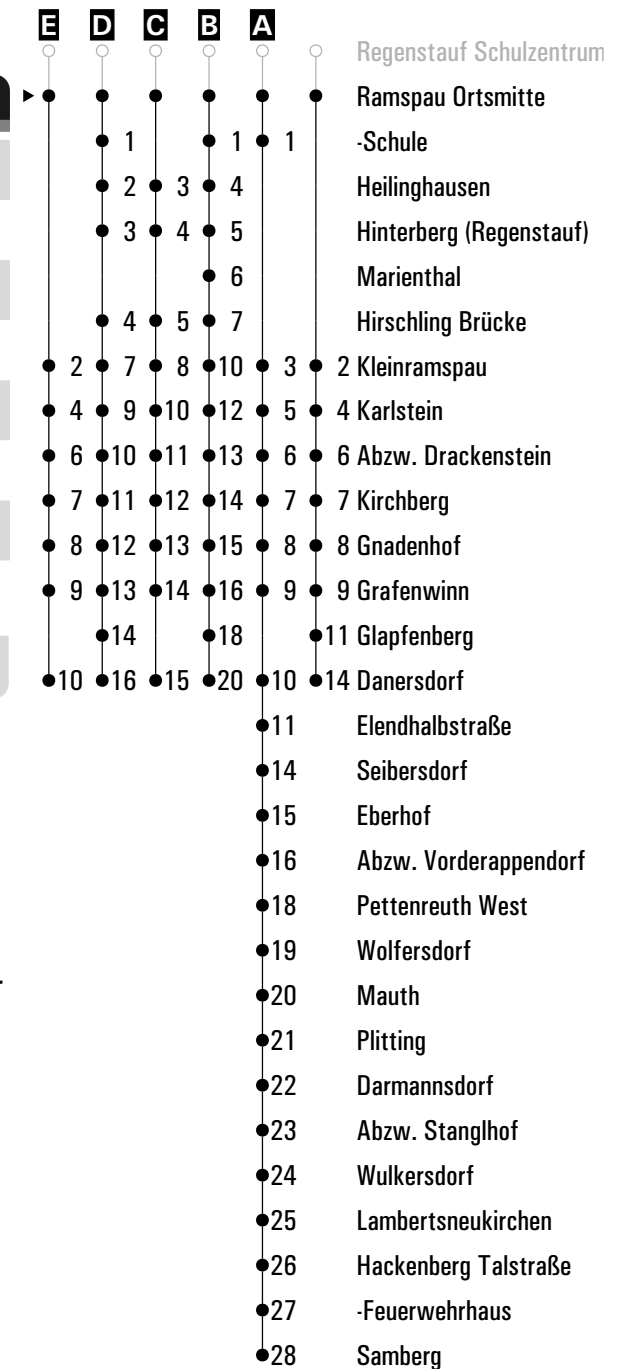 E D C B A
Regenstauf Schulzentrum
Ramspau Ortsmitte
1 1 1 -Schule
2 3 4 Heilinghausen
3 4 5 Hinterberg (Regenstauf)
6 Marienthal
4 5 7 Hirschling Brücke
2 7 8 10 3 2 Kleinramspau
4 9 10 12 5 4 Karlstein
6 10 11 13 6 6 Abzw. Drackenstein
7 11 12 14 7 7 Kirchberg
8 12 13 15 8 8 Gnadenhof
9 13 14 16 9 9 Grafenwinn
14 18 11 Glapfenberg
10 16 15 20 10 14 Danersdorf
11 Elendhalbstraße
14 Seibersdorf
15 Eberhof
16 Abzw. Vorderappendorf
18 Pettenreuth West
19 Wolfersdorf
20 Mauth
21 Plitting
22 Darmannsdorf
23 Abzw. Stanglhof
24 Wulkersdorf
25 Lambertsneukirchen
26 Hackenberg Talstraße
27 -Feuerwehrhaus
28 Samberg